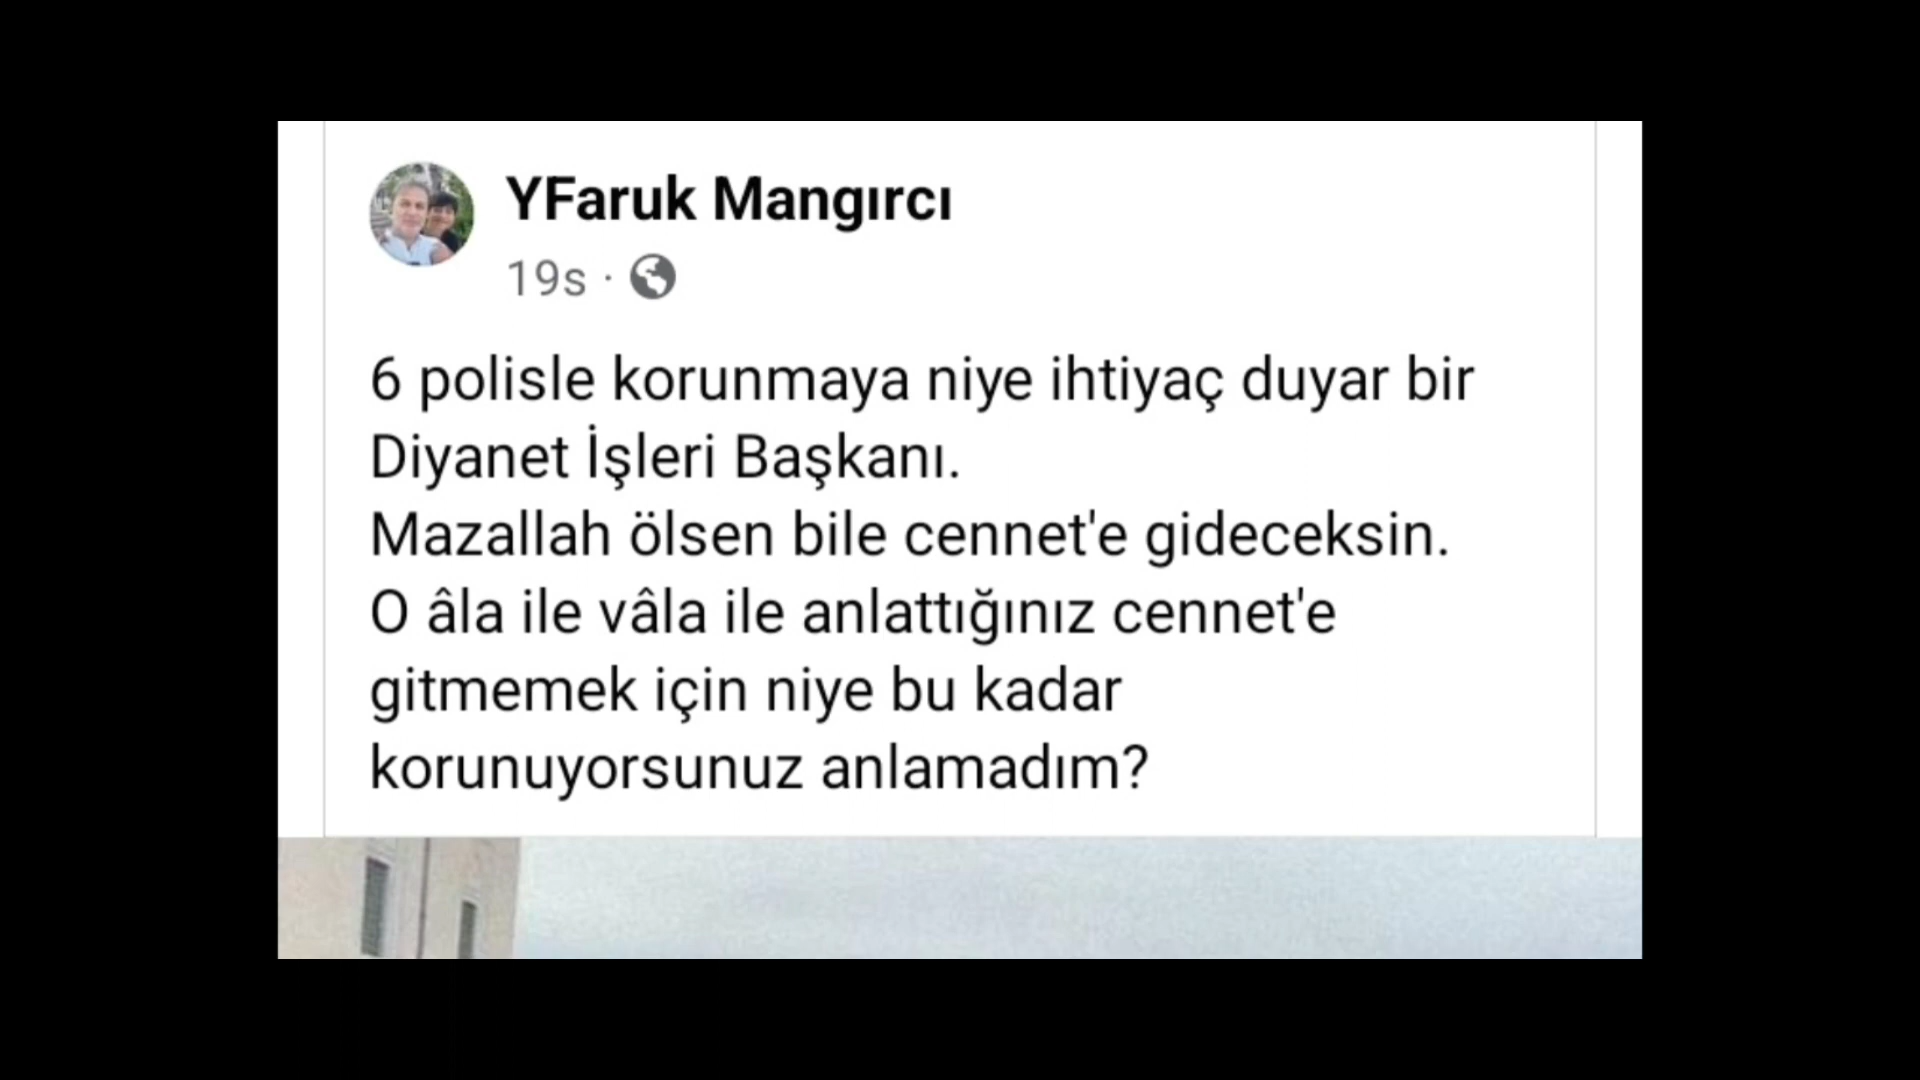 YFaruk Mangırcı
19s ·
6 polisle korunmaya niye ihtiyaç duyar bir
Diyanet İşleri Başkanı.
Mazallah ölsen bile cennet'e gideceksin.
O âla ile vâla ile anlattığınız cennet'e
gitmemek için niye bu kadar
korunuyorsunuz anlamadım?